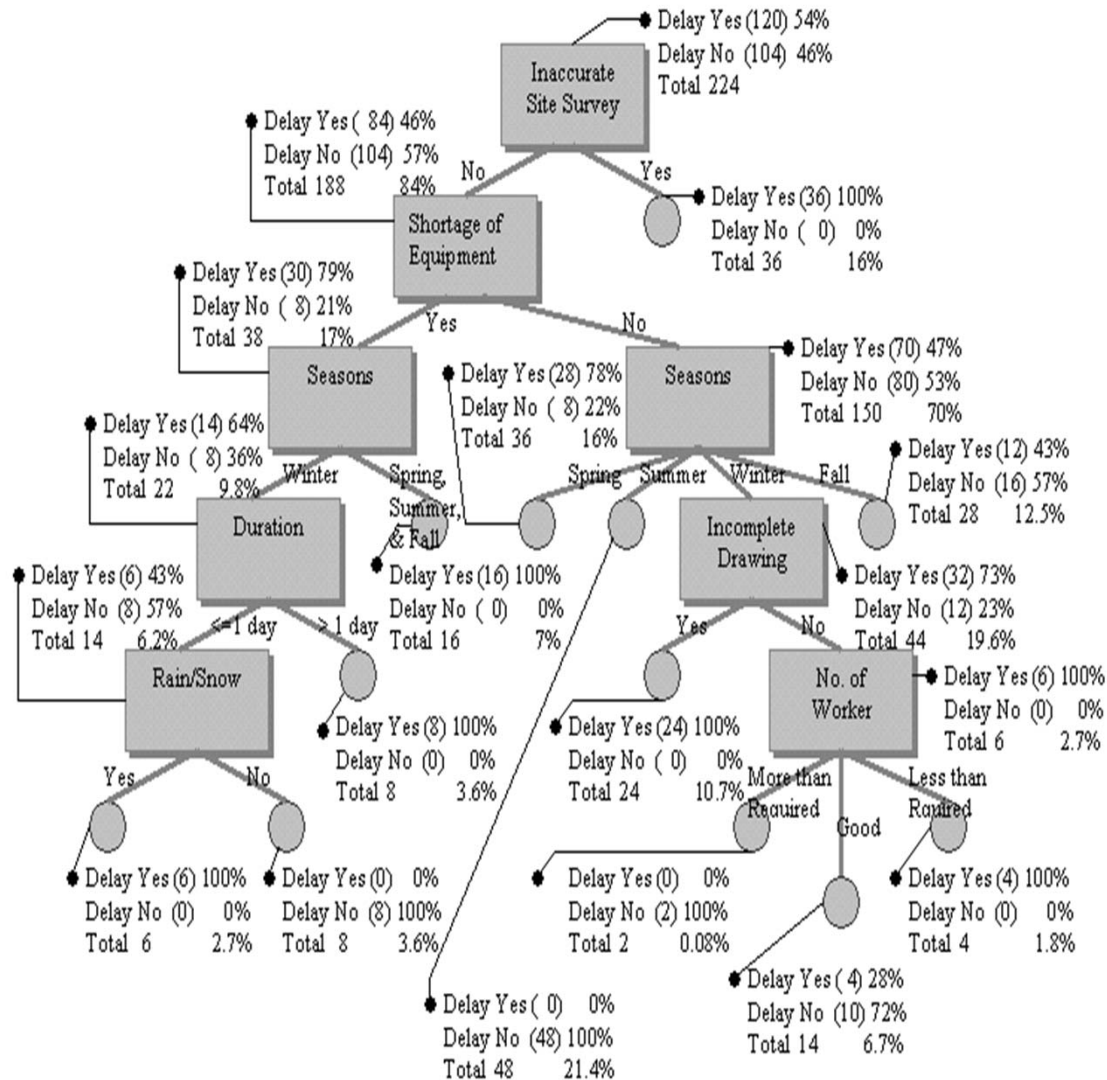 Delay Yes (120) 54%
Delay No (104) 46%
Total 224
Inaccurate
Site Survey
Delay Yes ( 84) 46%
Delay No (104) 57%
Total 188 84%
No
Yes
Delay Yes (36) 100%
Delay No ( 0) 0%
Total 36 16%
Shortage of
Equipment
Delay Yes (30) 79%
Delay No ( 8) 21%
Total 38 17%
Yes
No
Seasons
Delay Yes (28) 78%
Delay No ( 8) 22%
Total 36 16%
Seasons
Delay Yes (70) 47%
Delay No (80) 53%
Total 150 70%
Delay Yes (14) 64%
Delay No ( 8) 36%
Total 22 9.8%
Winter
Spring,
Summer,
& Fall
Spring
Summer
Winter
Fall
Delay Yes (12) 43%
Delay No (16) 57%
Total 28 12.5%
Duration
Incomplete
Drawing
Delay Yes (6) 43%
Delay No (8) 57%
Total 14 6.2%
Delay Yes (16) 100%
Delay No ( 0) 0%
Total 16 7%
Delay Yes (32) 73%
Delay No (12) 23%
Total 44 19.6%
<=1 day
> 1 day
Yes
No
Rain/Snow
No. of
Worker
Delay Yes (6) 100%
Delay No (0) 0%
Total 6 2.7%
Delay Yes (8) 100%
Delay No (0) 0%
Total 8 3.6%
Delay Yes (24) 100%
Delay No ( 0) 0%
Total 24 10.7%
Yes
No
More than
Required
Good
Less than
Rquired
Delay Yes (6) 100%
Delay No (0) 0%
Total 6 2.7%
Delay Yes (0) 0%
Delay No (8) 100%
Total 8 3.6%
Delay Yes (0) 0%
Delay No (2) 100%
Total 2 0.08%
Delay Yes (4) 100%
Delay No (0) 0%
Total 4 1.8%
Delay Yes ( 0) 0%
Delay No (48) 100%
Total 48 21.4%
Delay Yes ( 4) 28%
Delay No (10) 72%
Total 14 6.7%